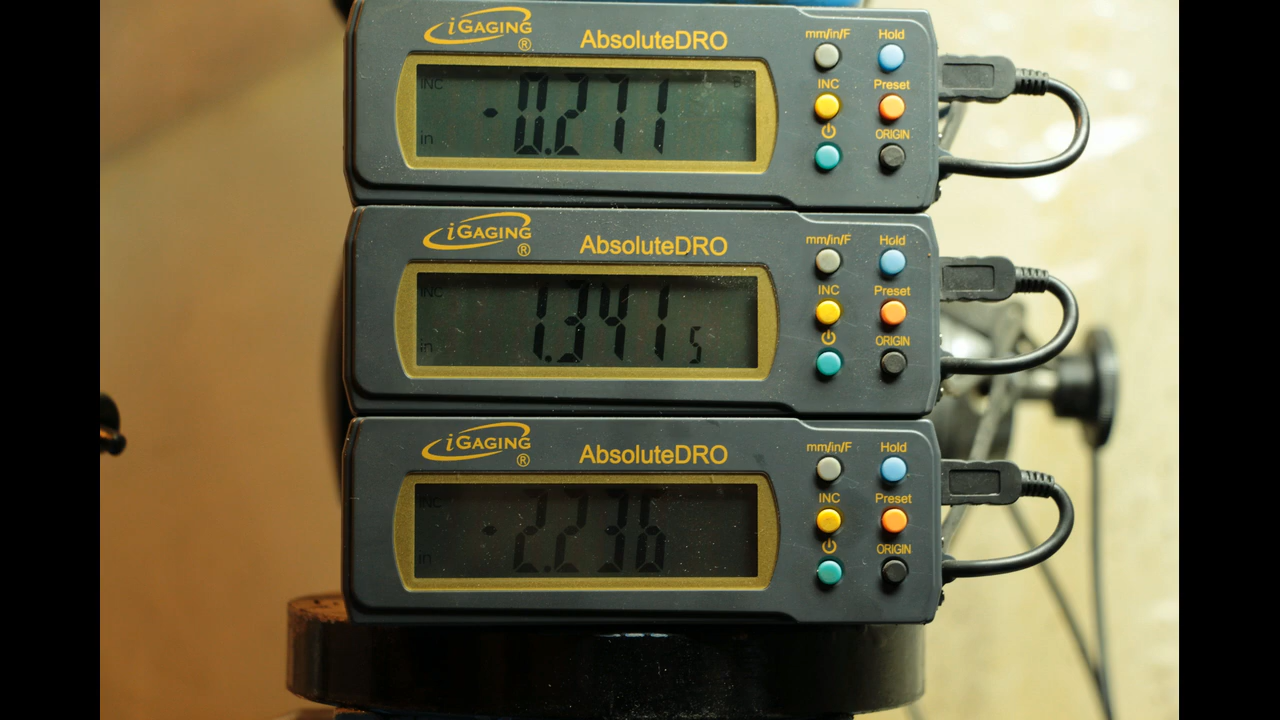 iGAGING ®
AbsoluteDRO
mm/in/F Hold
INC B
-0.271
in
INC Preset
ORIGIN
iGAGING ®
AbsoluteDRO
mm/in/F Hold
INC
1.341 5
in
INC Preset
ORIGIN
iGAGING ®
AbsoluteDRO
mm/in/F Hold
INC
-2.236
in
INC Preset
ORIGIN